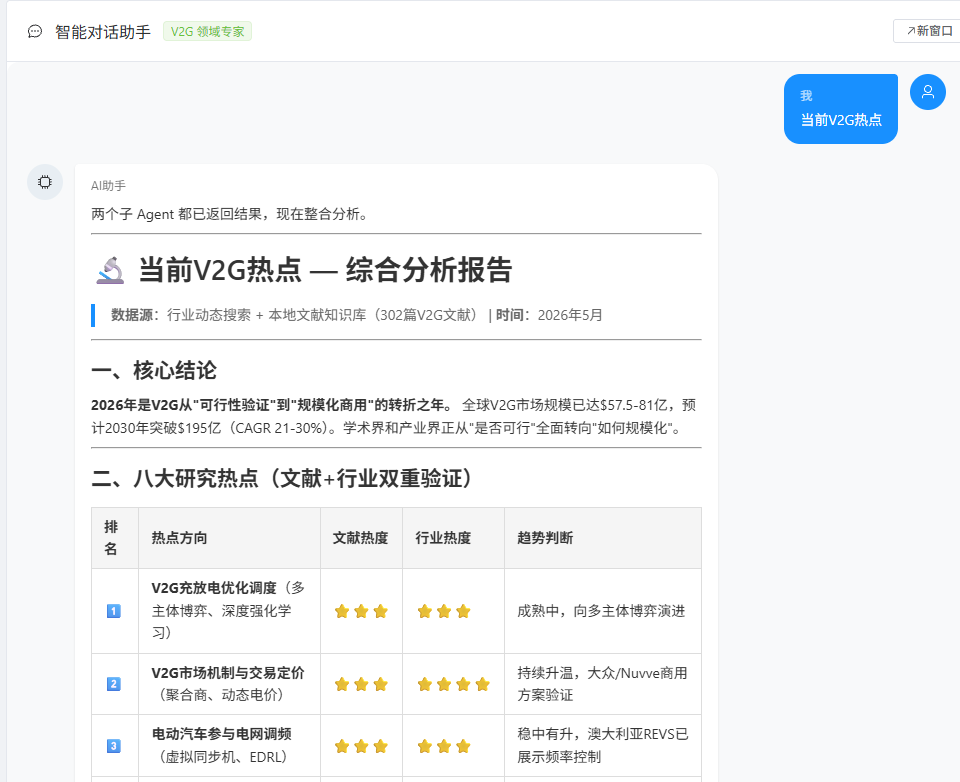 智能对话助手 V2G 领域专家 ↗新窗口
我
当前V2G热点
AI助手
两个子 Agent 都已返回结果，现在整合分析。
🔬 当前V2G热点 — 综合分析报告
数据源：行业动态搜索 + 本地文献知识库（302篇V2G文献） | 时间：2026年5月
一、核心结论
2026年是V2G从"可行性验证"到"规模化商用"的转折之年。 全球V2G市场规模已达$57.5-81亿，预
计2030年突破$195亿（CAGR 21-30%）。学术界和产业界正从"是否可行"全面转向"如何规模化"。
二、八大研究热点（文献+行业双重验证）
排名 热点方向 文献热度 行业热度 趋势判断
1️⃣ V2G充放电优化调度（多主体博弈、深度强化学习） ⭐⭐⭐ ⭐⭐⭐ 成熟中，向多主体博弈演进
2️⃣ V2G市场机制与交易定价（聚合商、动态电价） ⭐⭐⭐ ⭐⭐⭐⭐ 持续升温，大众/Nuvve商用方案验证
3️⃣ 电动汽车参与电网调频（虚拟同步机、EDRL） ⭐⭐⭐ ⭐⭐⭐ 稳中有升，澳大利亚REVS已展示频率控制